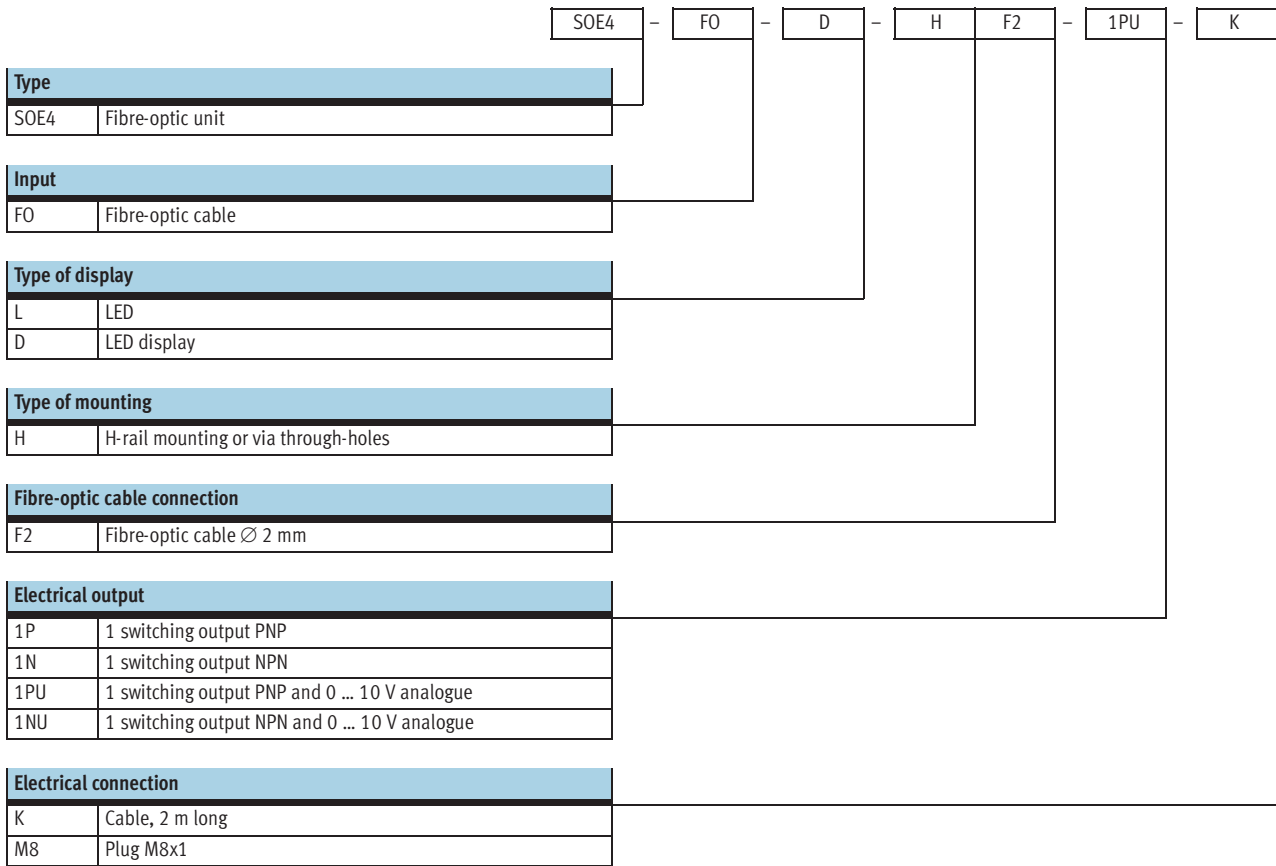 SOE4 – FO – D – H F2 – 1PU – K
Type
SOE4 Fibre-optic unit
Input
FO Fibre-optic cable
Type of display
L LED
D LED display
Type of mounting
H H-rail mounting or via through-holes
Fibre-optic cable connection
F2 Fibre-optic cable ∅ 2 mm
Electrical output
1P 1 switching output PNP
1N 1 switching output NPN
1PU 1 switching output PNP and 0 … 10 V analogue
1NU 1 switching output NPN and 0 … 10 V analogue
Electrical connection
K Cable, 2 m long
M8 Plug M8x1